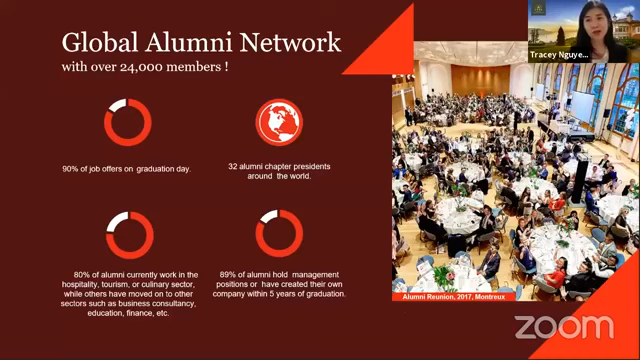 Global Alumni Network
with over 24,000 members !
90% of job offers on graduation day.
32 alumni chapter presidents
around the world.
80% of alumni currently work in the
hospitality, tourism, or culinary sector,
while others have moved on to other
sectors such as business consultancy,
education, finance, etc.
89% of alumni hold management
positions or have created their own
company within 5 years of graduation.
Alumni Reunion, 2017, Montreux
Tracey Nguye...
zoom